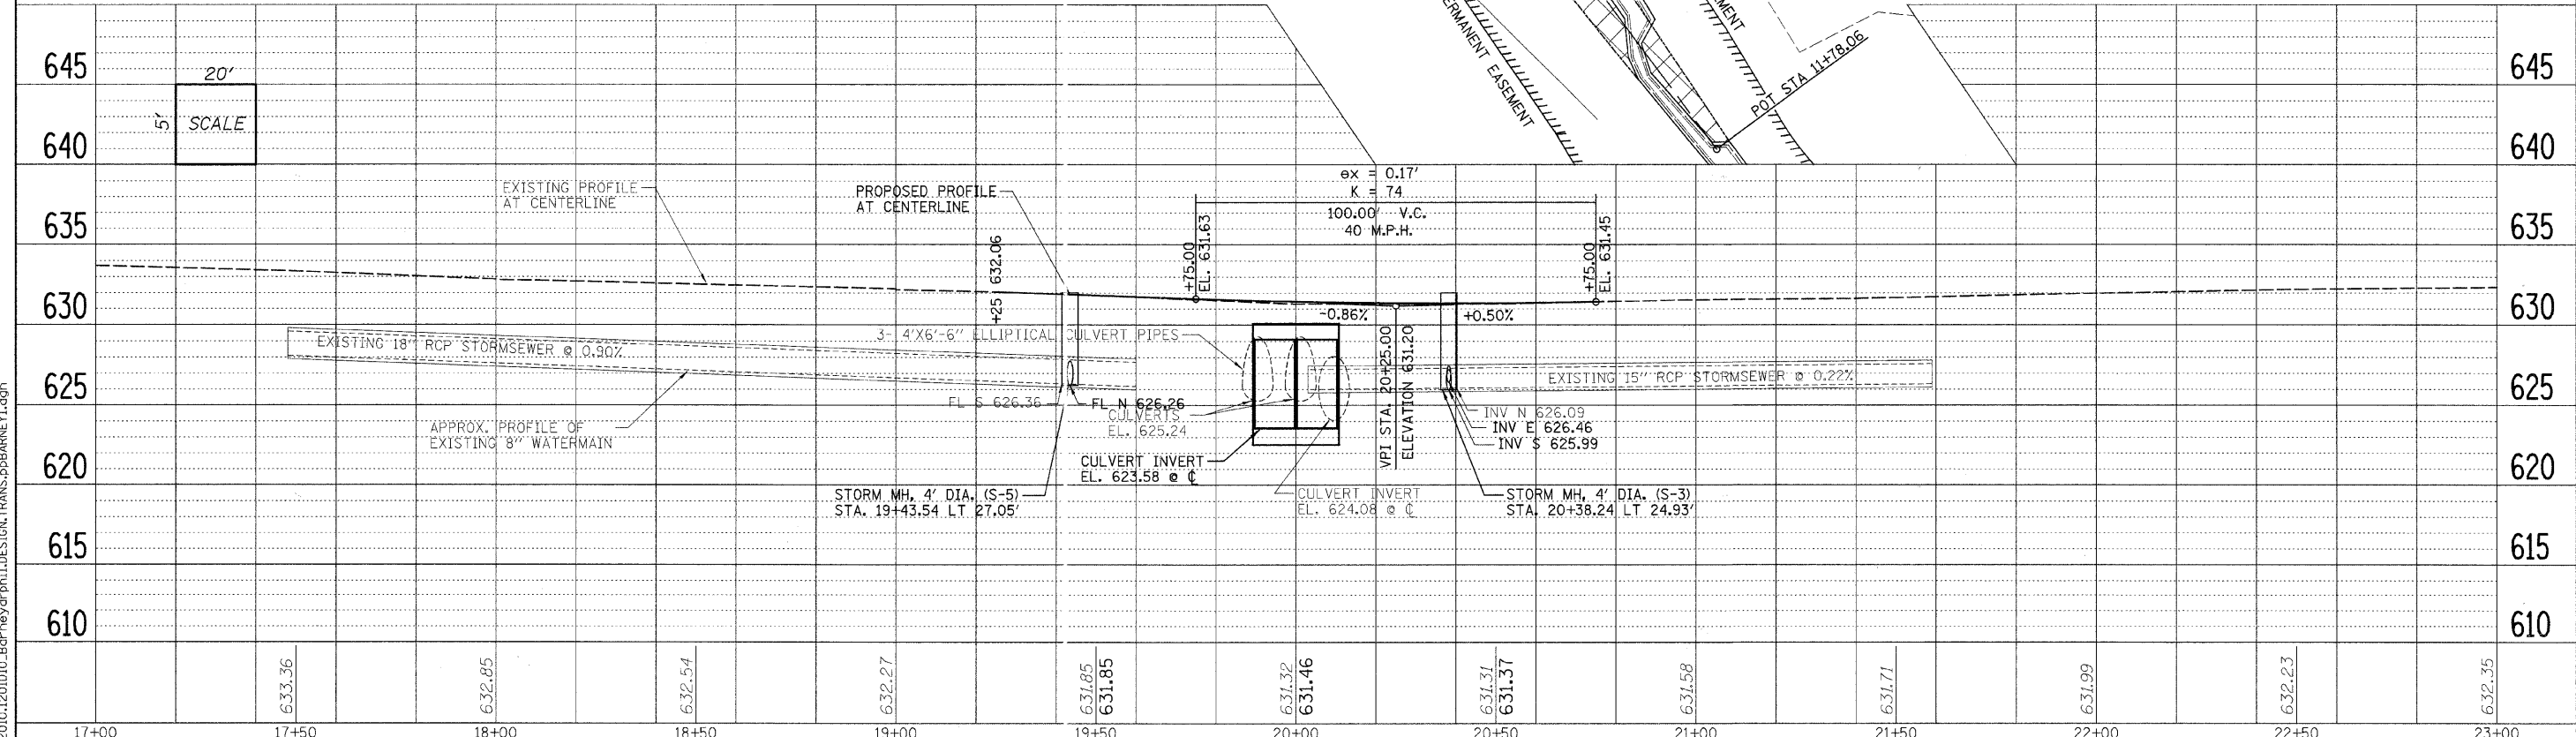 ERMANENT EASEMENT
EMENT
POT STA 11+78.06
645
645
20'
5'
SCALE
640
640
EXISTING PROFILE
AT CENTERLINE
PROPOSED PROFILE
AT CENTERLINE
ex = 0.17'
K = 74
100.00' V.C.
40 M.P.H.
635
635
+25 632.06
+75.00
EL. 631.63
+75.00
EL. 631.45
630
630
-0.86%
+0.50%
3- 4'X6'-6" ELLIPTICAL CULVERT PIPES
EXISTING 18" RCP STORMSEWER @ 0.90%
VPI STA. 20+25.00
ELEVATION 631.20
EXISTING 15" RCP STORMSEWER @ 0.22%
625
625
FL S 626.36
FL N 626.26
CULVERTS
EL. 625.24
INV N 626.09
INV E 626.46
INV S 625.99
APPROX. PROFILE OF
EXISTING 8" WATERMAIN
620
620
CULVERT INVERT
EL. 623.58 @ ℄
STORM MH, 4' DIA. (S-5)
STA. 19+43.54 LT 27.05'
CULVERT INVERT
EL. 624.08 @ ℄
STORM MH, 4' DIA. (S-3)
STA. 20+38.24 LT 24.93'
615
615
610
610
633.36
632.85
632.54
632.27
631.85
631.85
631.32
631.46
631.31
631.37
631.58
631.71
631.99
632.23
632.35
17+00 17+50 18+00 18+50 19+00 19+50 20+00 20+50 21+00 21+50 22+00 22+50 23+00